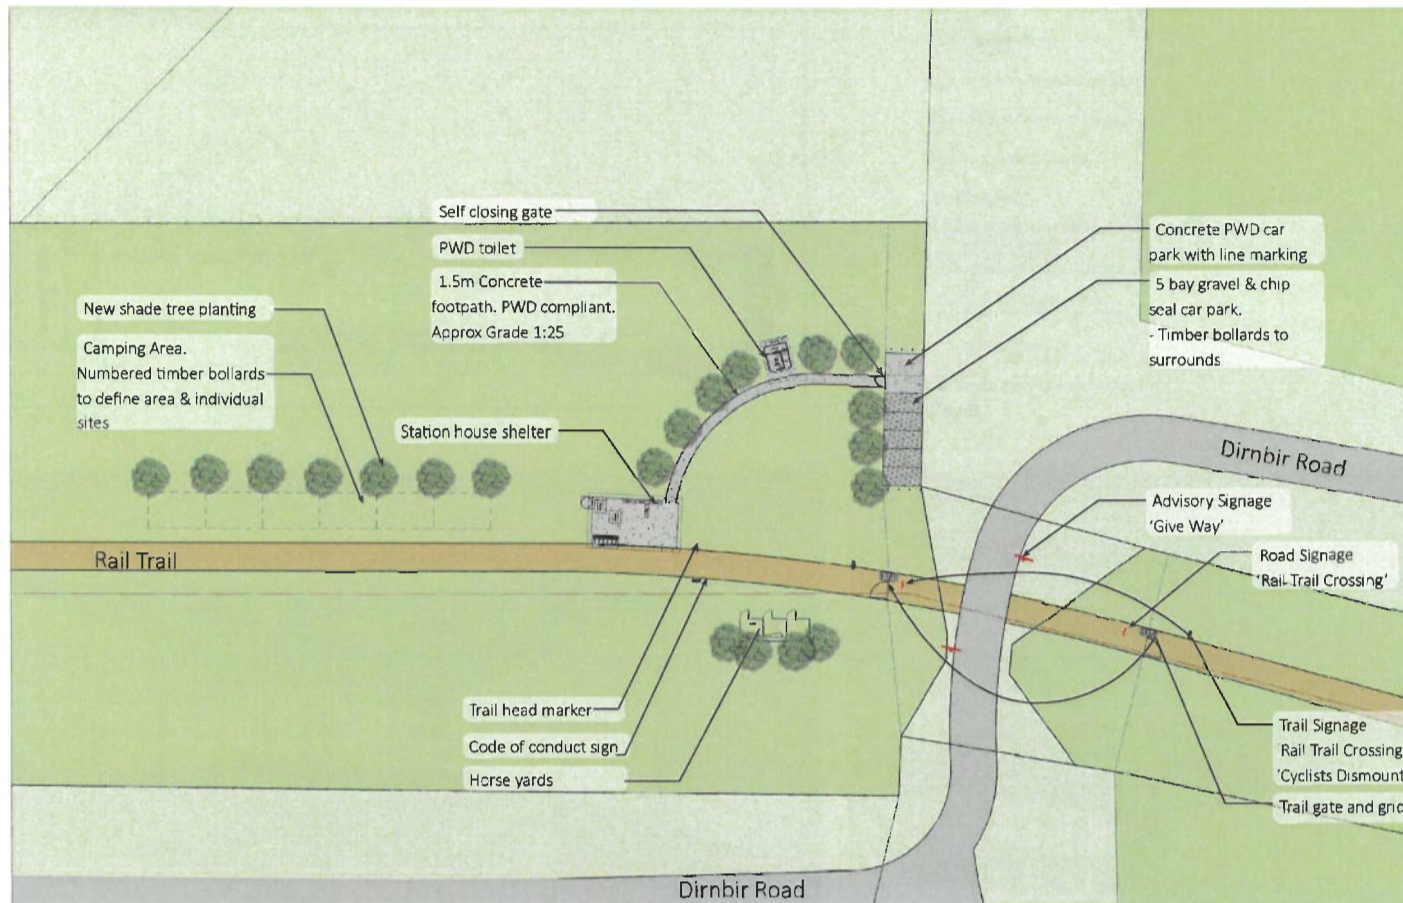 Self closing gate
PWD toilet
1.5m Concrete
footpath. PWD compliant.
Approx Grade 1:25
New shade tree planting
Camping Area.
Numbered timber bollards
to define area & individual
sites
Station house shelter
Concrete PWD car
park with line marking
5 bay gravel & chip
seal car park.
- Timber bollards to
surrounds
Dirnbir Road
Advisory Signage
'Give Way'
Road Signage
'Rail Trail Crossing'
Rail Trail
Trail head marker
Code of conduct sign
Horse yards
Trail Signage
'Rail Trail Crossing
'Cyclists Dismount
Trail gate and grid
Dirnbir Road